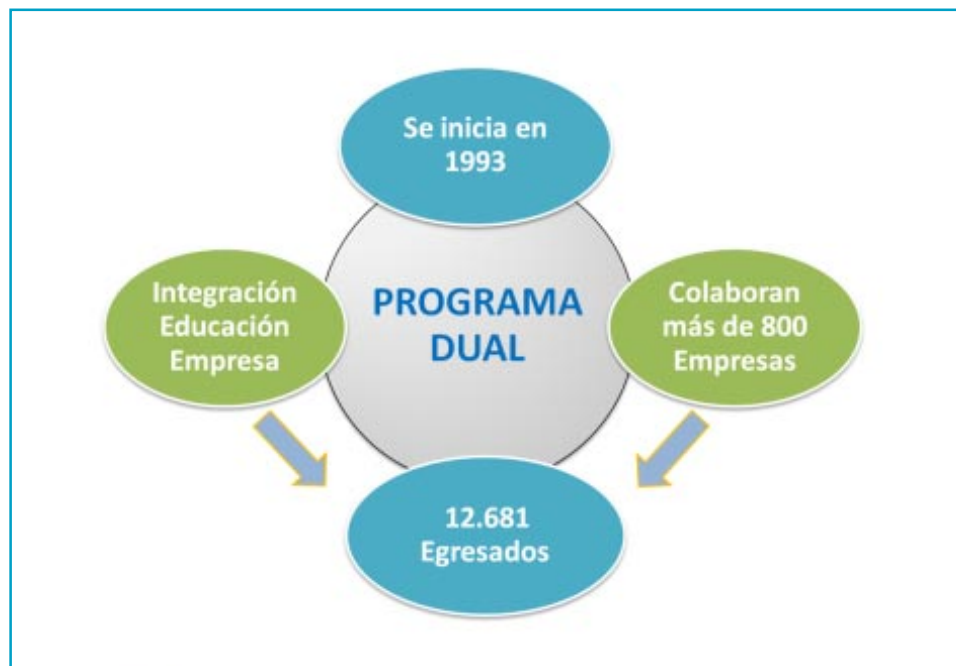 Se inicia en
1993
Integración
Educación
Empresa
PROGRAMA
DUAL
Colaboran
más de 800
Empresas
12.681
Egresados